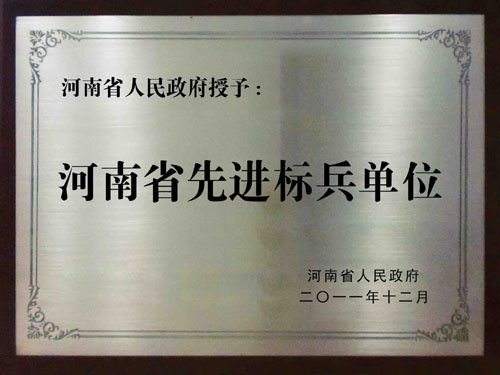 河南省人民政府授予：
河南省先进标兵单位
河南省人民政府
二〇一一年十二月